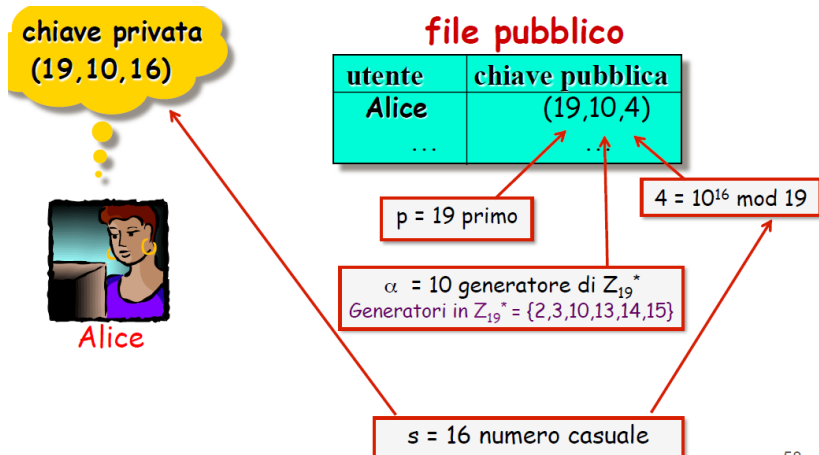 chiave privata
(19,10,16)
file pubblico
utente chiave pubblica
Alice (19,10,4)
... ...
p = 19 primo
4 = 10¹⁶ mod 19
α = 10 generatore di Z₁₉*
Generatori in Z₁₉* = {2,3,10,13,14,15}
Alice
s = 16 numero casuale